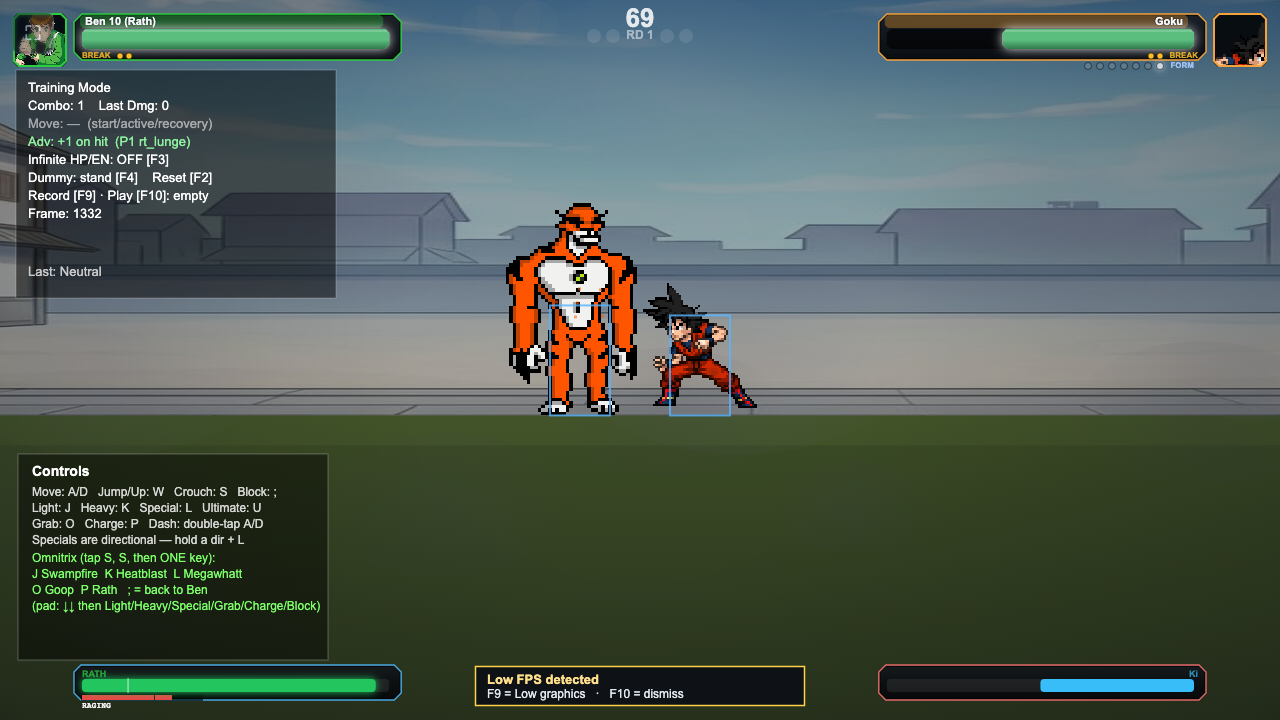 Ben 10 (Rath)
BREAK
69
RD 1
Goku
BREAK
FORM
Training Mode
Combo: 1    Last Dmg: 0
Move: —  (start/active/recovery)
Adv: +1 on hit  (P1 rt_lunge)
Infinite HP/EN: OFF [F3]
Dummy: stand [F4]    Reset [F2]
Record [F9] · Play [F10]: empty
Frame: 1332
Last: Neutral
Controls
Move: A/D   Jump/Up: W   Crouch: S   Block: ;
Light: J   Heavy: K   Special: L   Ultimate: U
Grab: O   Charge: P   Dash: double-tap A/D
Specials are directional — hold a dir + L
Omnitrix (tap S, S, then ONE key):
J Swampfire  K Heatblast  L Megawhatt
O Goop  P Rath   ; = back to Ben
(pad: ↓↓ then Light/Heavy/Special/Grab/Charge/Block)
RATH
RAGING
Low FPS detected
F9 = Low graphics   ·   F10 = dismiss
Ki